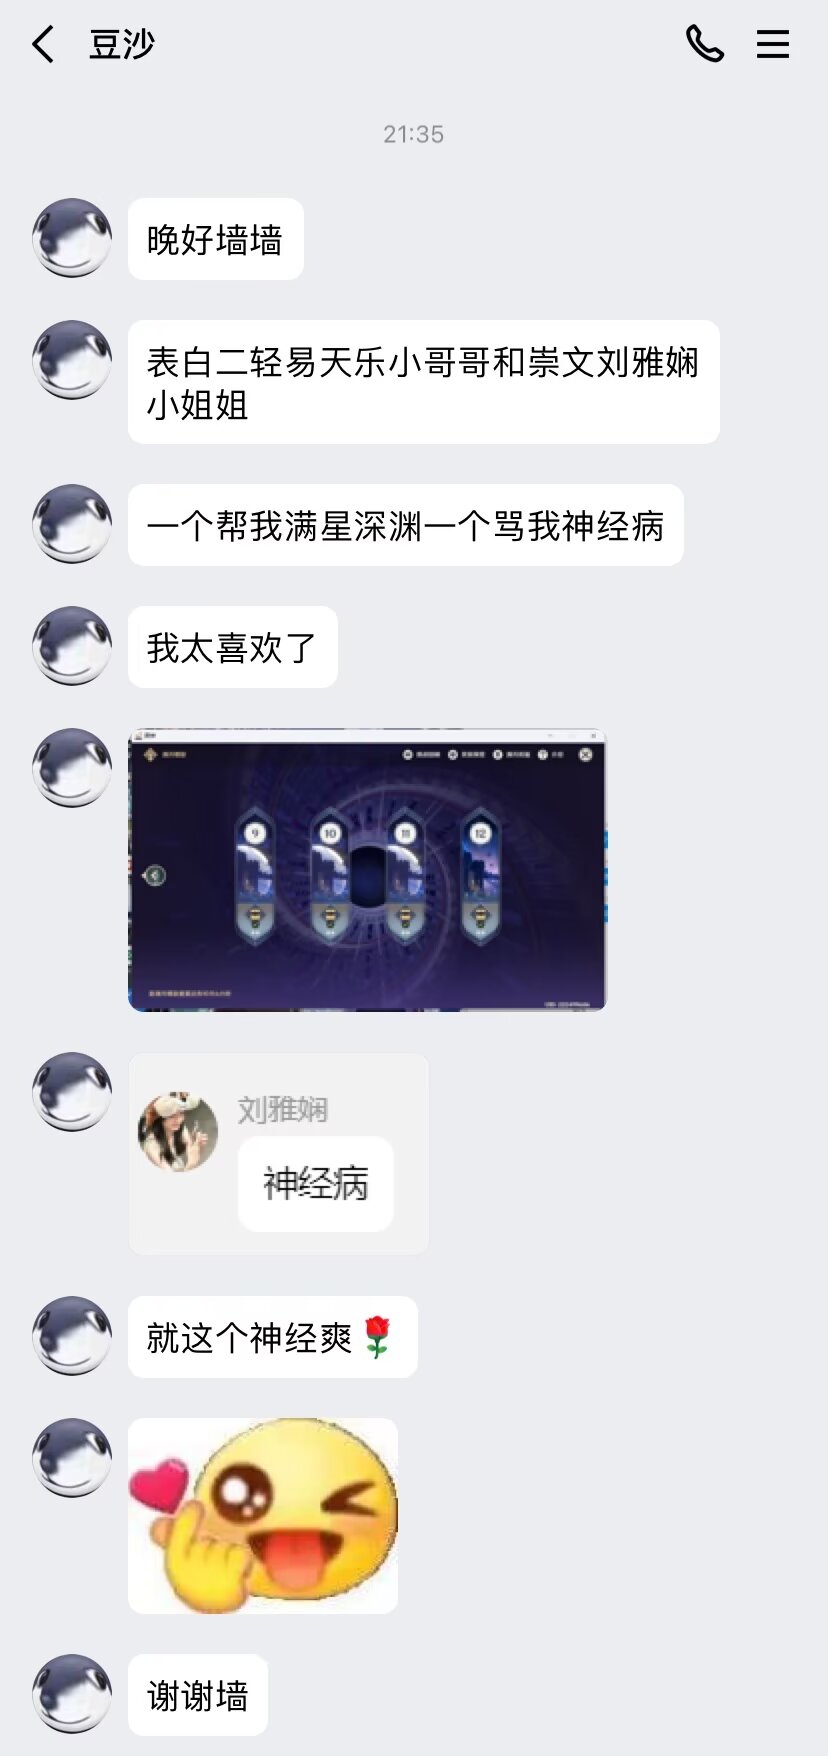 豆沙
21:35
晚好墙墙
表白二轻易天乐小哥哥和崇文刘雅娴
小姐姐
一个帮我满星深渊一个骂我神经病
我太喜欢了
9
10
11
12
刘雅娴
神经病
就这个神经爽🌹
谢谢墙